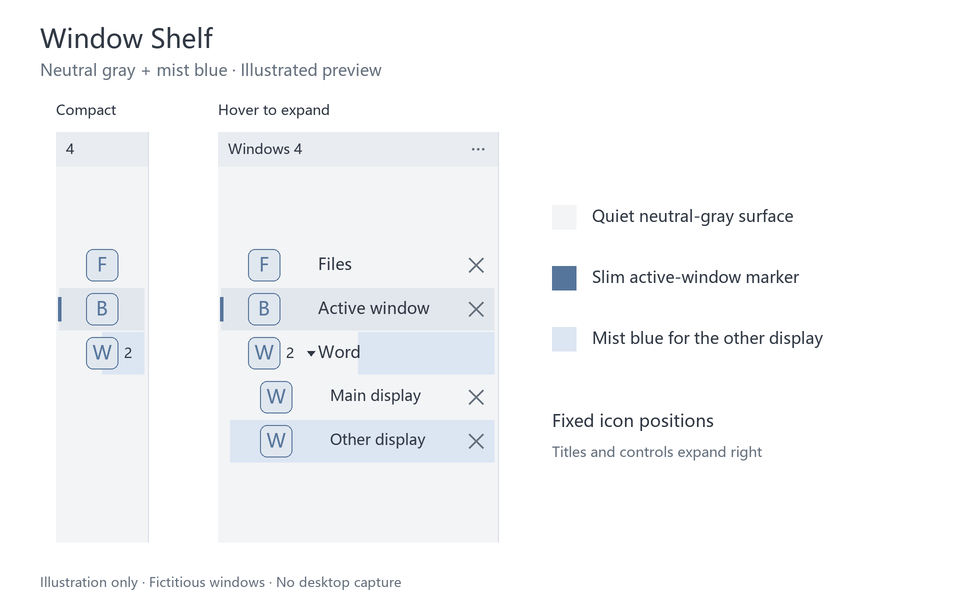 Window Shelf
Neutral gray + mist blue · Illustrated preview
Compact
4
F
B
W 2
Hover to expand
Windows 4 ···
F Files
B Active window
W 2 Word
W Main display
W Other display
Quiet neutral-gray surface
Slim active-window marker
Mist blue for the other display
Fixed icon positions
Titles and controls expand right
Illustration only · Fictitious windows · No desktop capture